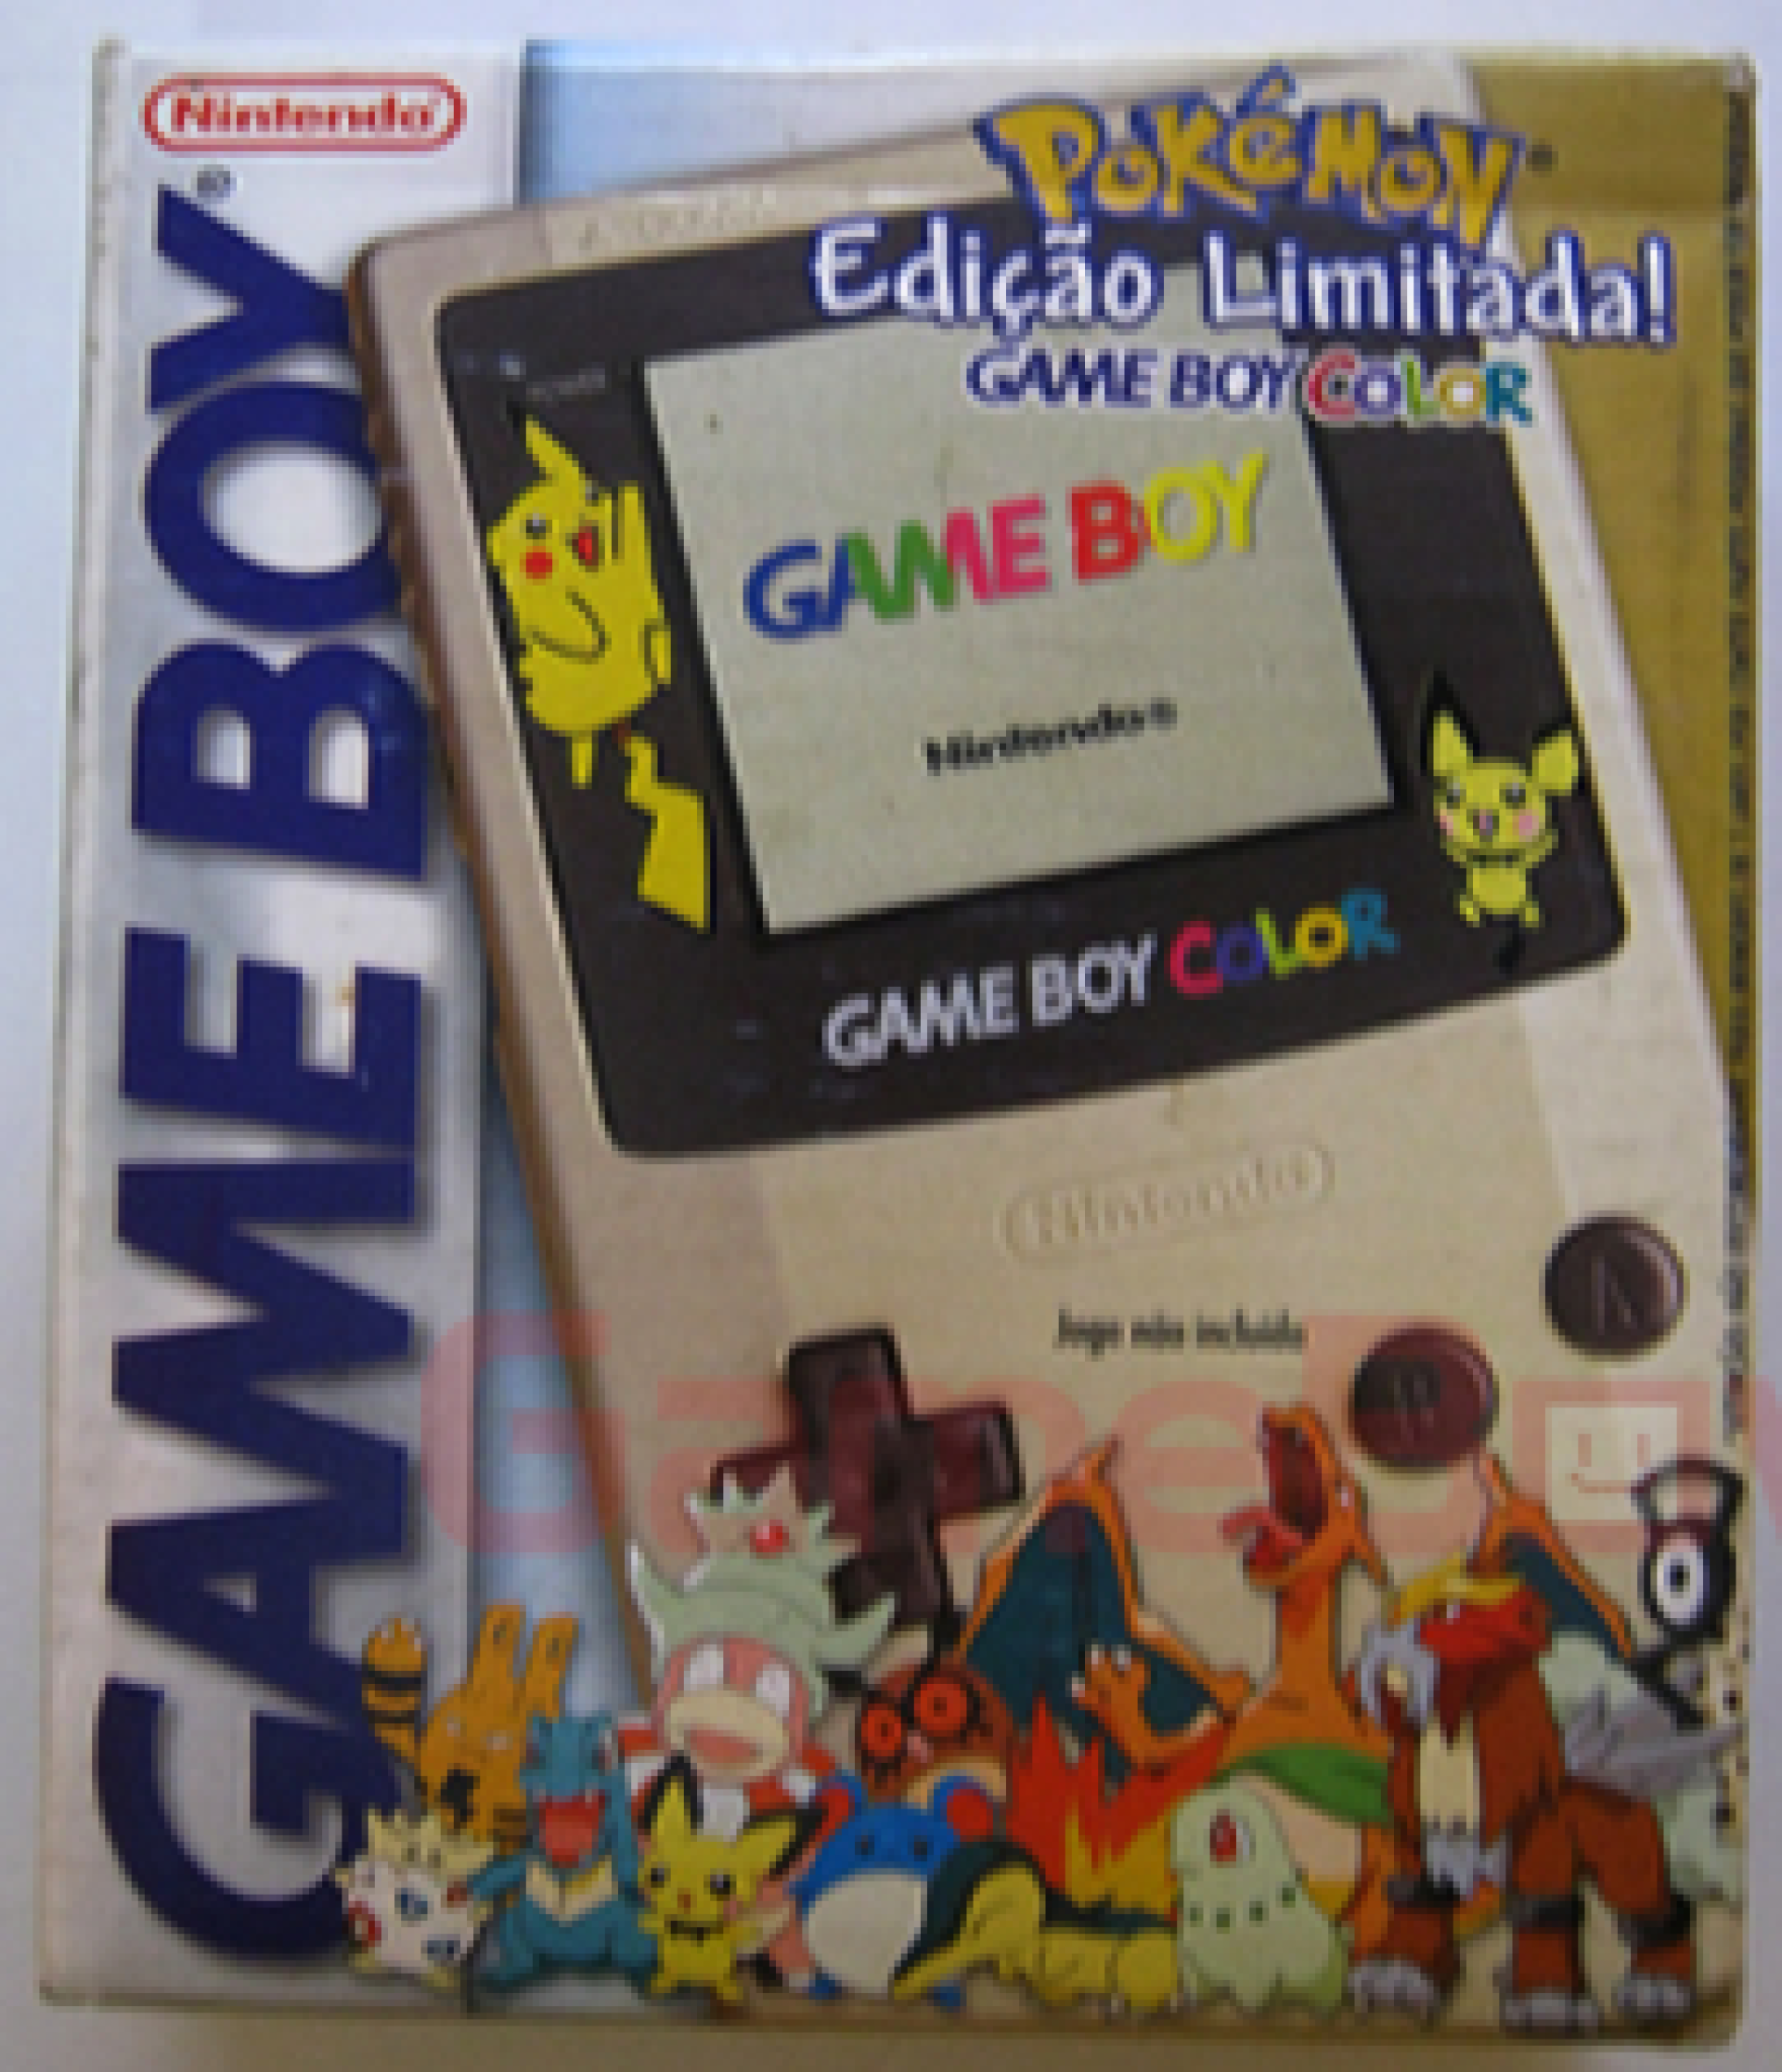 Nintendo®
GAME BOY®
POKéMON®
Edição Limitada!
GAME BOY COLOR
POWER
GAME BOY
Nintendo®
GAME BOY COLOR
Nintendo
Jogo não incluído
A
B